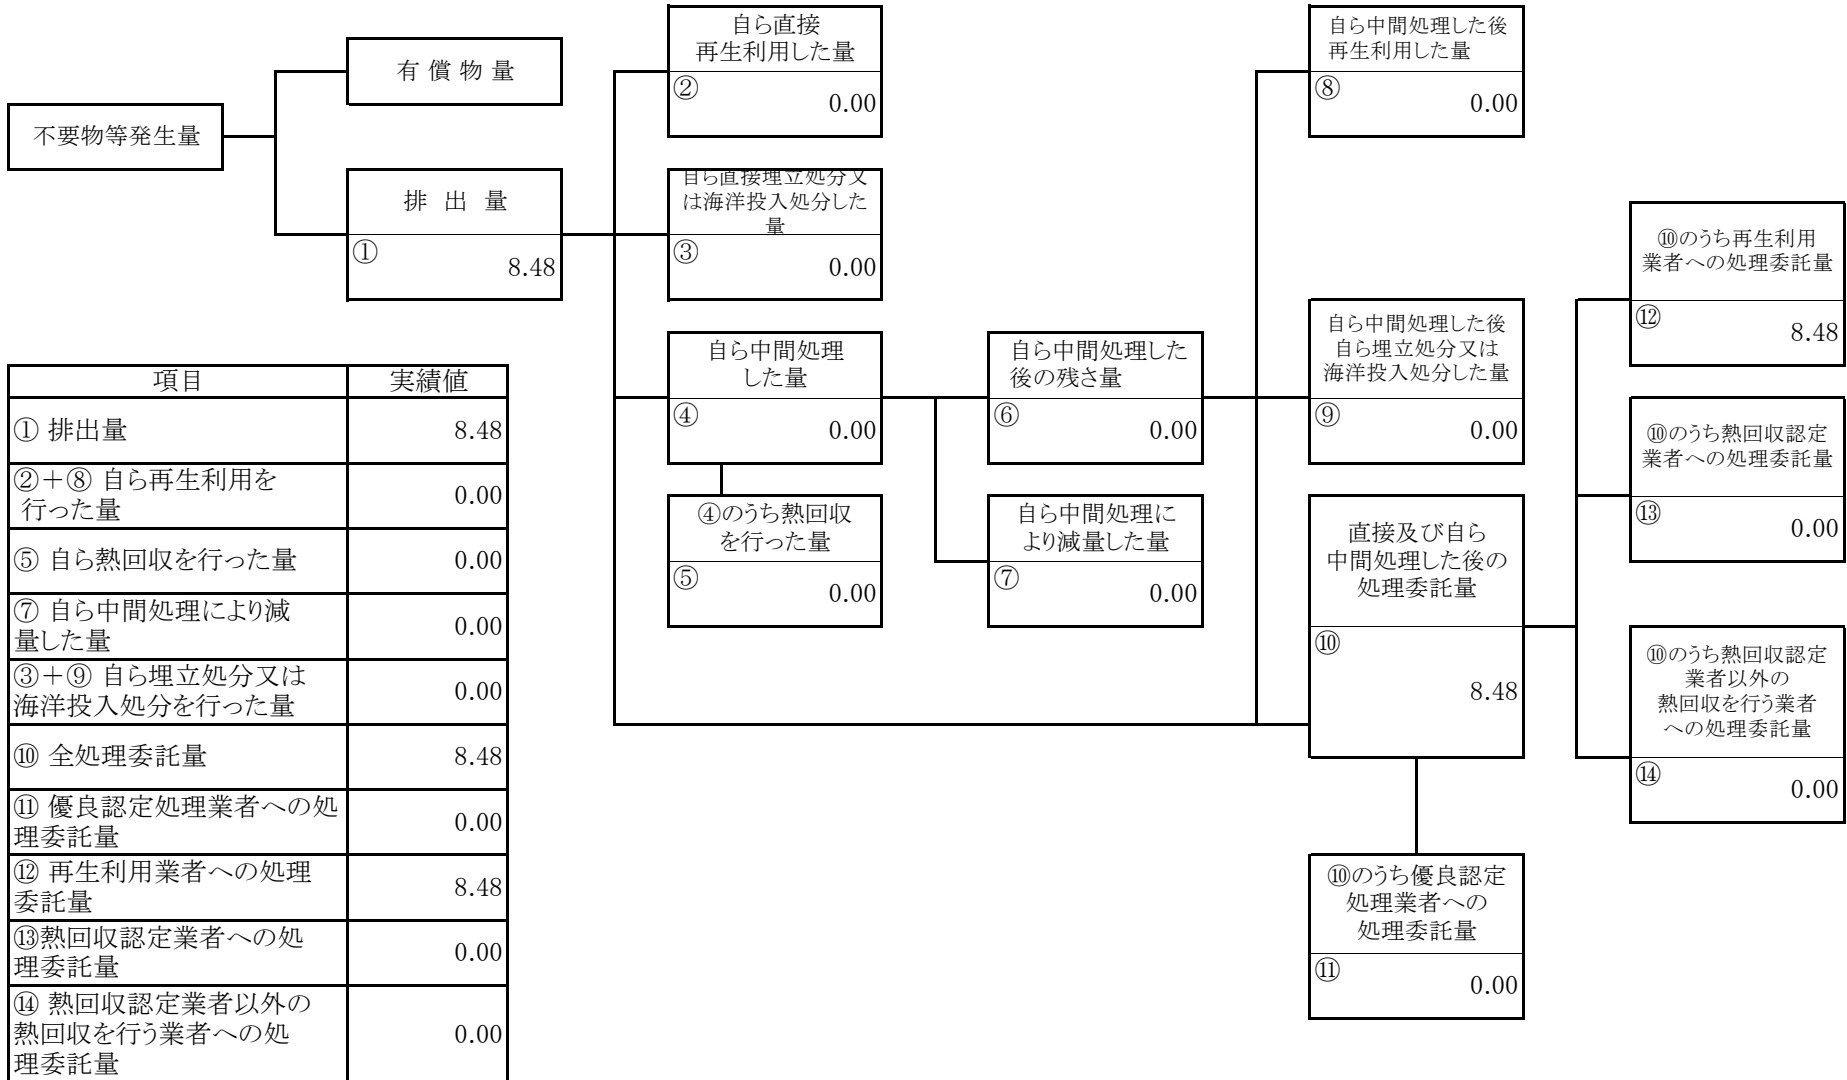 不要物等発生量
有 償 物 量
排 出 量
①
8.48
自ら直接
再生利用した量
②
0.00
自ら直接埋立処分又
は海洋投入処分した
量
③
0.00
自ら中間処理
した量
④
0.00
④のうち熱回収
を行った量
⑤
0.00
自ら中間処理した
後の残さ量
⑥
0.00
自ら中間処理に
より減量した量
⑦
0.00
自ら中間処理した後
再生利用した量
⑧
0.00
自ら中間処理した後
自ら埋立処分又は
海洋投入処分した量
⑨
0.00
直接及び自ら
中間処理した後の
処理委託量
⑩
8.48
⑩のうち優良認定
処理業者への
処理委託量
⑪
0.00
⑩のうち再生利用
業者への処理委託量
⑫
8.48
⑩のうち熱回収認定
業者への処理委託量
⑬
0.00
⑩のうち熱回収認定
業者以外の
熱回収を行う業者
への処理委託量
⑭
0.00
項目 実績値
① 排出量 8.48
②＋⑧ 自ら再生利用を
行った量 0.00
⑤ 自ら熱回収を行った量 0.00
⑦ 自ら中間処理により減
量した量 0.00
③＋⑨ 自ら埋立処分又は
海洋投入処分を行った量 0.00
⑩ 全処理委託量 8.48
⑪ 優良認定処理業者への処
理委託量 0.00
⑫ 再生利用業者への処理
委託量 8.48
⑬熱回収認定業者への処
理委託量 0.00
⑭ 熱回収認定業者以外の
熱回収を行う業者への処
理委託量 0.00